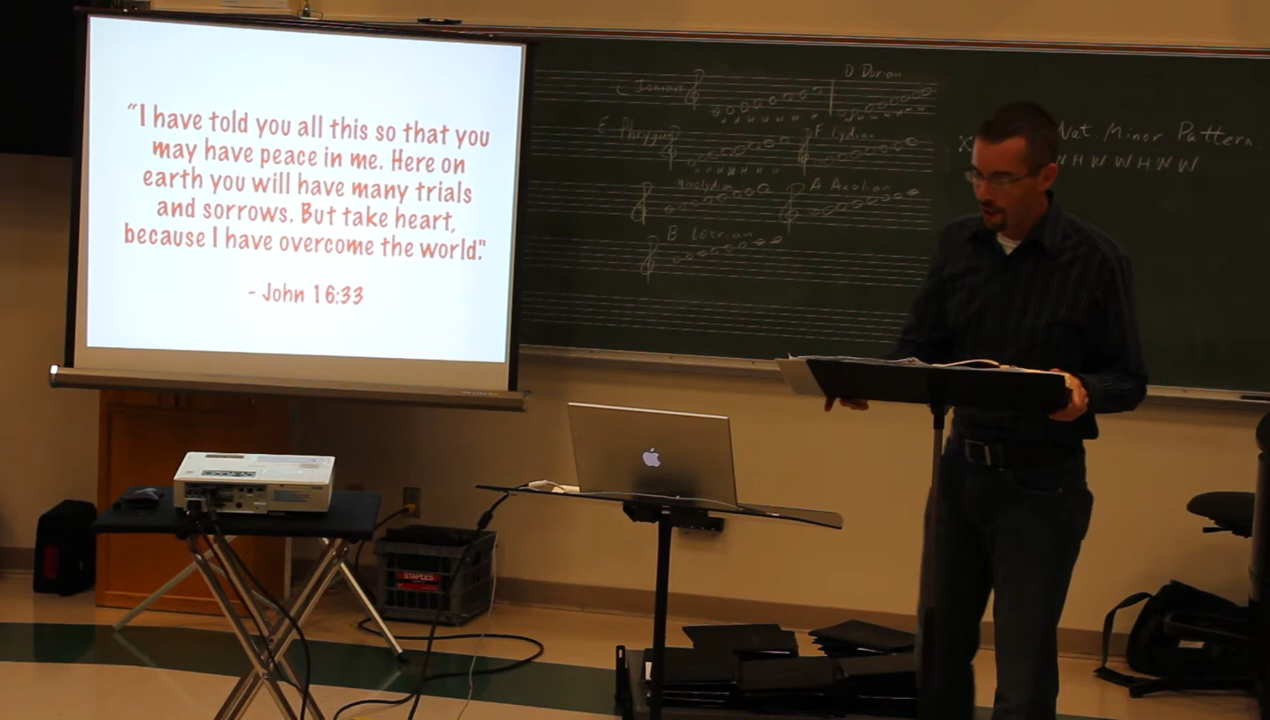 “I have told you all this so that you
may have peace in me. Here on
earth you will have many trials
and sorrows. But take heart,
because I have overcome the world."
- John 16:33
C Ionian
D Dorian
E Phrygian
F Lydian
A Aeolian
B Locrian
Nat. Minor Pattern
W H W W H W W
STAPLES